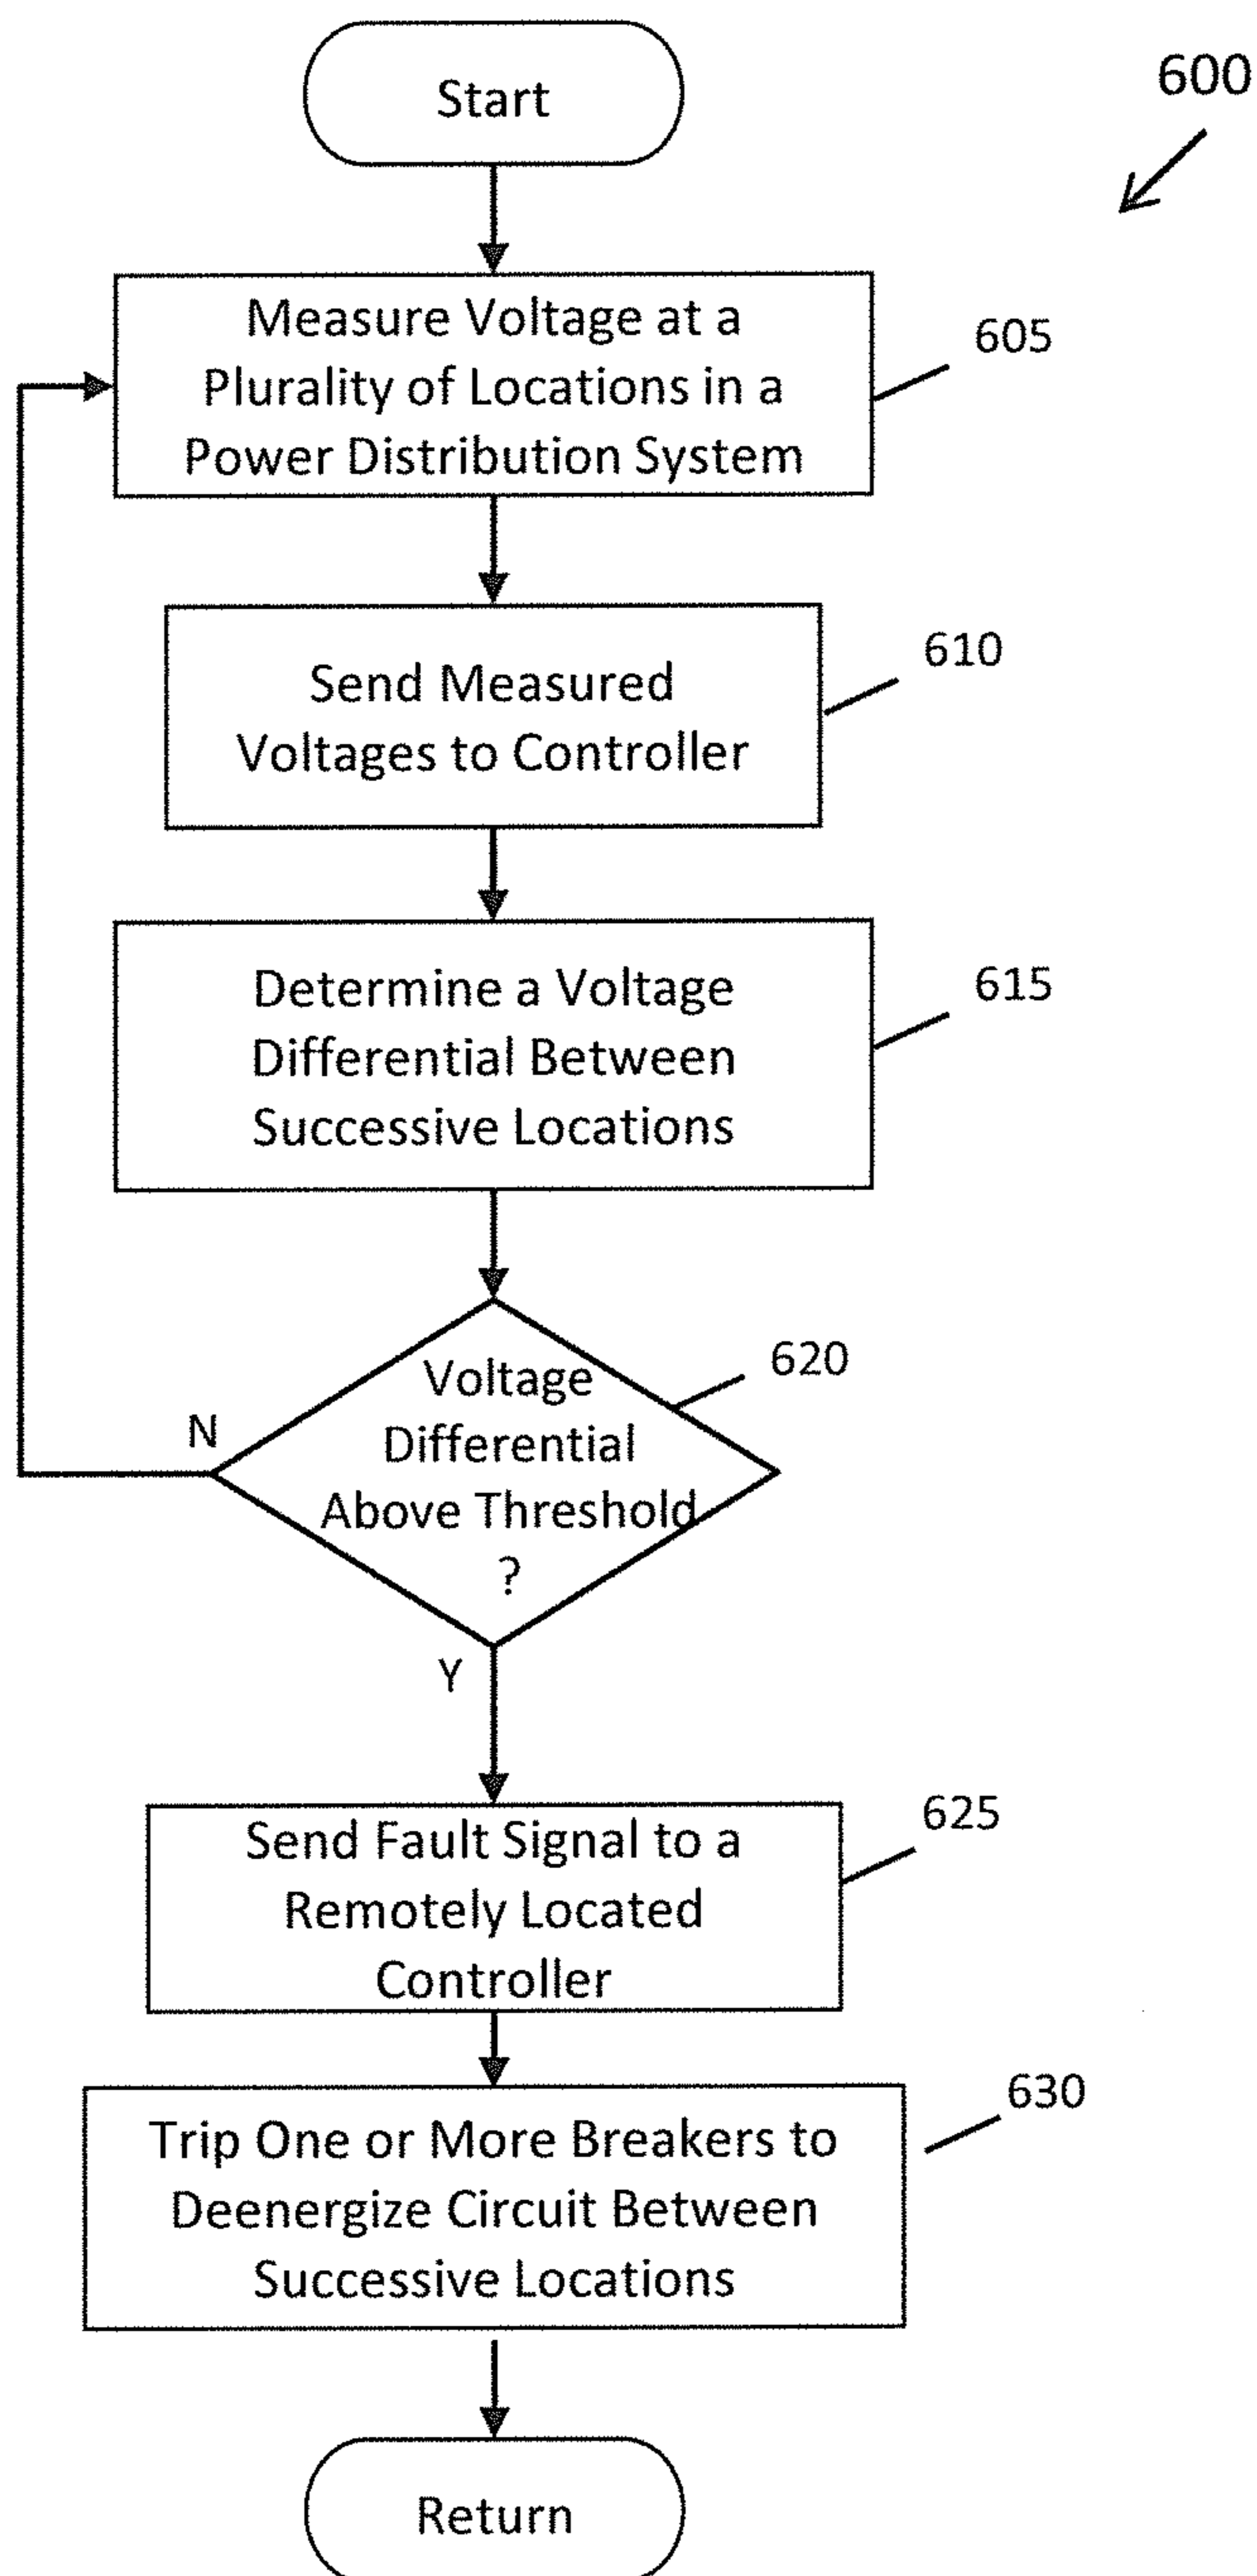 Start
600
Measure Voltage at a
Plurality of Locations in a
Power Distribution System
605
Send Measured
Voltages to Controller
610
Determine a Voltage
Differential Between
Successive Locations
615
Voltage
Differential
Above Threshold
?
620
N
Y
Send Fault Signal to a
Remotely Located
Controller
625
Trip One or More Breakers to
Deenergize Circuit Between
Successive Locations
630
Return